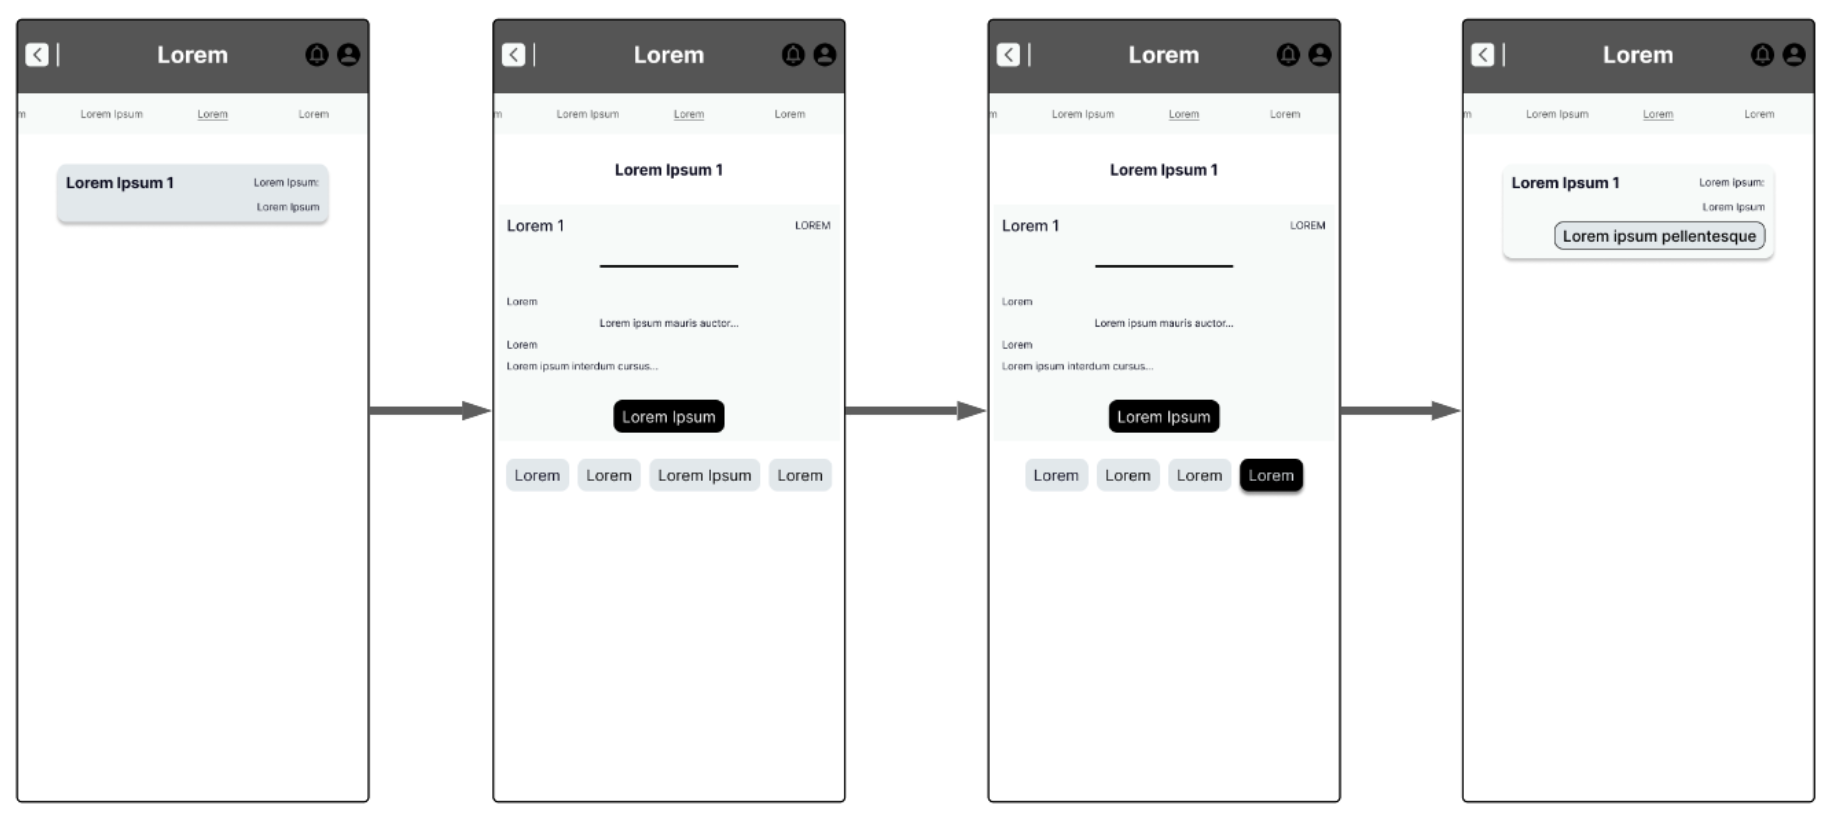 Lorem
m Lorem Ipsum Lorem Lorem
Lorem Ipsum 1 Lorem Ipsum:
Lorem Ipsum
Lorem
m Lorem Ipsum Lorem Lorem
Lorem Ipsum 1
Lorem 1 LOREM
Lorem
Lorem ipsum mauris auctor...
Lorem
Lorem ipsum interdum cursus...
Lorem Ipsum
Lorem Lorem Lorem Ipsum Lorem
Lorem
m Lorem Ipsum Lorem Lorem
Lorem Ipsum 1
Lorem 1 LOREM
Lorem
Lorem ipsum mauris auctor...
Lorem
Lorem ipsum interdum cursus...
Lorem Ipsum
Lorem Lorem Lorem Lorem
Lorem
m Lorem Ipsum Lorem Lorem
Lorem Ipsum 1 Lorem Ipsum:
Lorem Ipsum
Lorem ipsum pellentesque